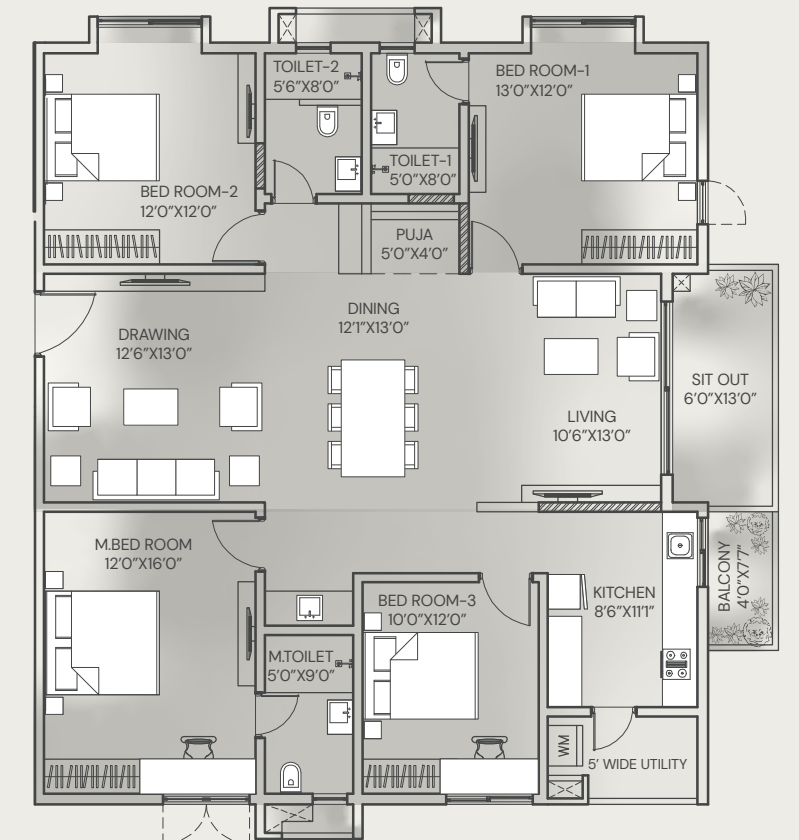 TOILET-2
5'6"X8'0"
BED ROOM-1
13'0"X12'0"
TOILET-1
5'0"X8'0"
BED ROOM-2
12'0"X12'0"
PUJA
5'0"X4'0"
DINING
12'1"X13'0"
DRAWING
12'6"X13'0"
SIT OUT
6'0"X13'0"
LIVING
10'6"X13'0"
M.BED ROOM
12'0"X16'0"
BALCONY
4'0"X7'7"
KITCHEN
8'6"X11'1"
BED ROOM-3
10'0"X12'0"
M.TOILET
5'0"X9'0"
WM
5' WIDE UTILITY